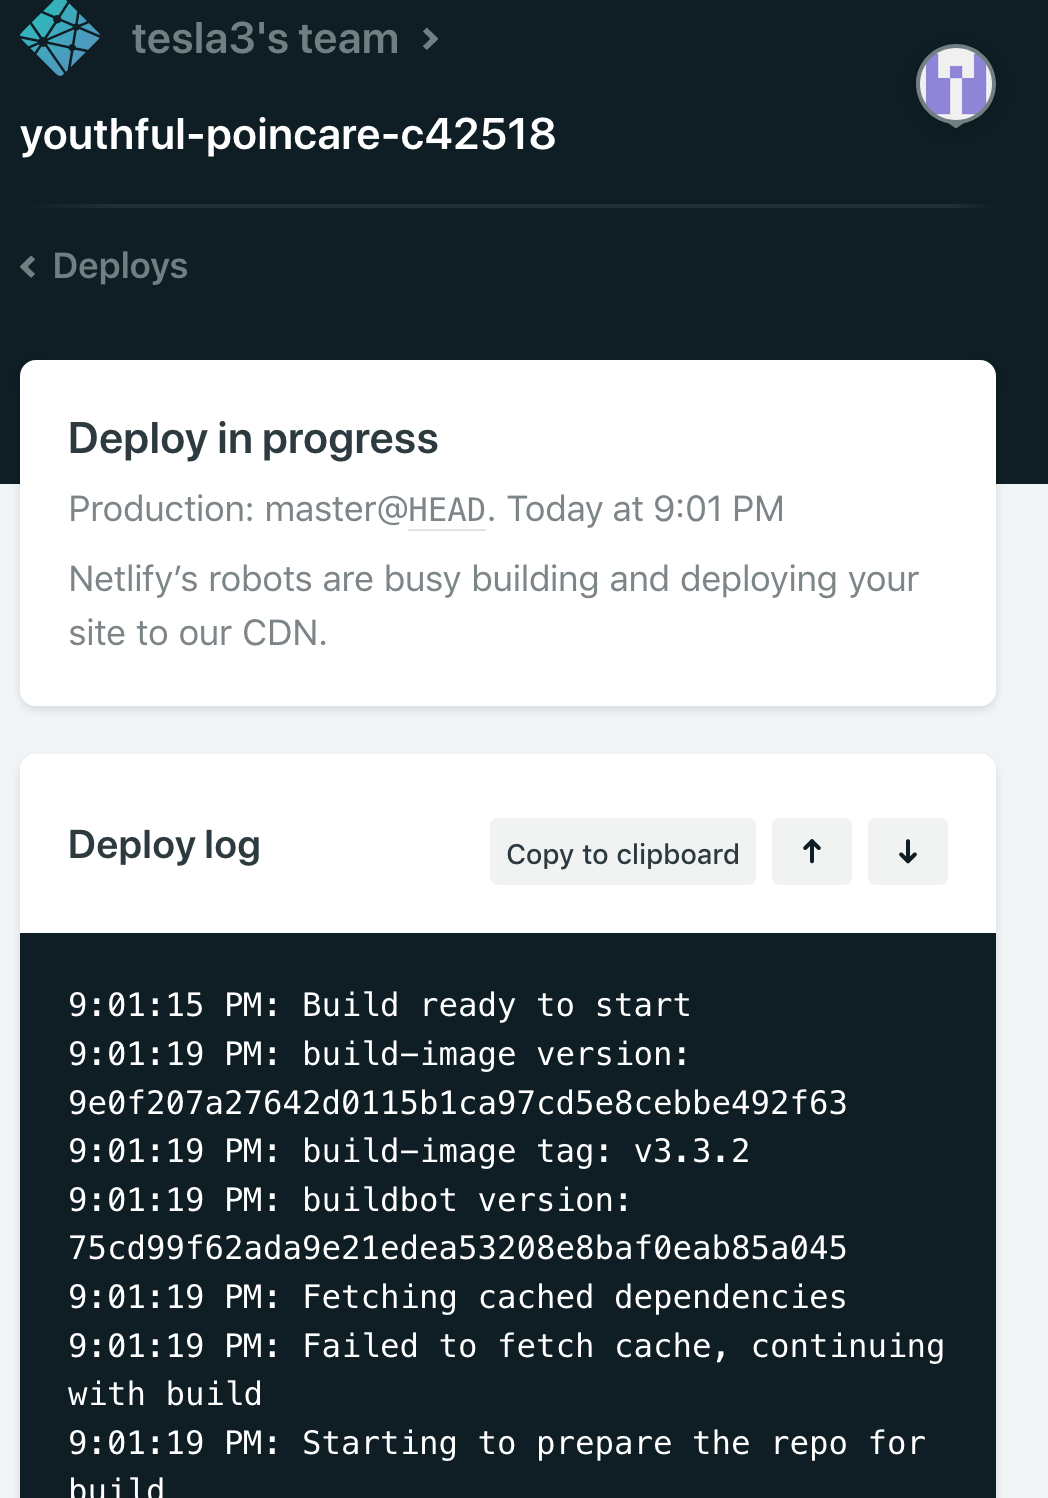 tesla3's team
youthful-poincare-c42518
Deploys
Deploy in progress
Production: master@HEAD. Today at 9:01 PM
Netlify’s robots are busy building and deploying your
site to our CDN.
Deploy log
Copy to clipboard
9:01:15 PM: Build ready to start
9:01:19 PM: build-image version:
9e0f207a27642d0115b1ca97cd5e8cebbe492f63
9:01:19 PM: build-image tag: v3.3.2
9:01:19 PM: buildbot version:
75cd99f62ada9e21edea53208e8baf0eab85a045
9:01:19 PM: Fetching cached dependencies
9:01:19 PM: Failed to fetch cache, continuing
with build
9:01:19 PM: Starting to prepare the repo for
build